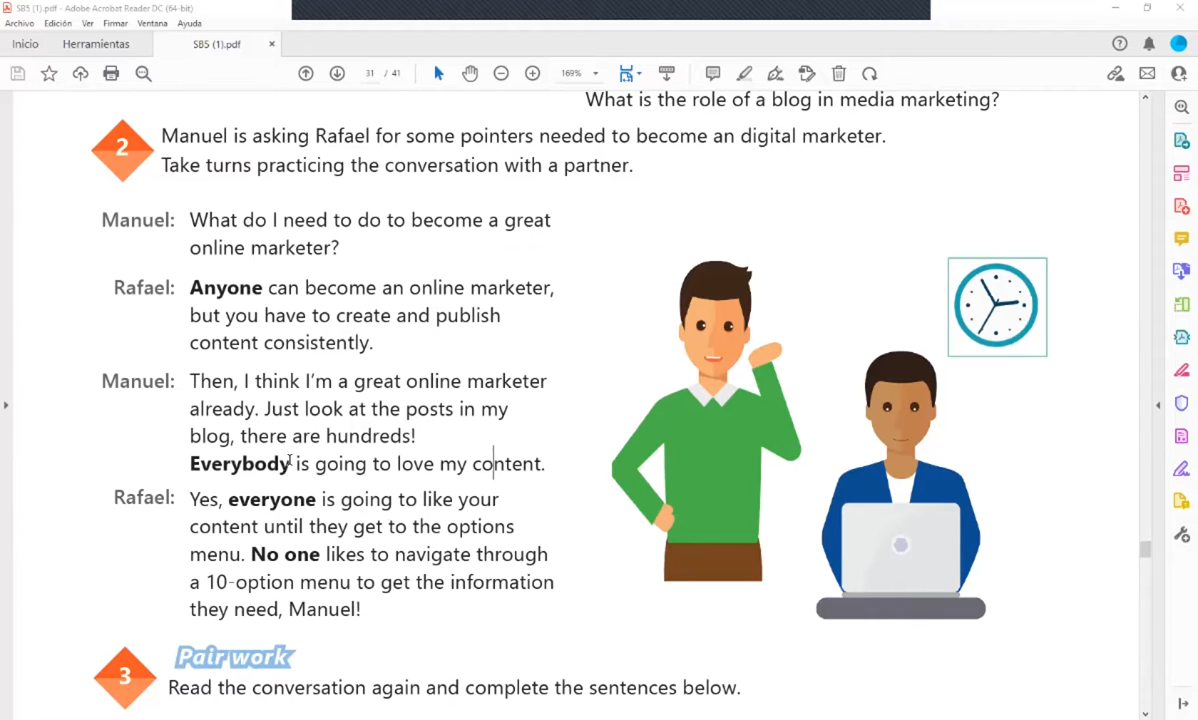 SB5 (1).pdf - Adobe Acrobat Reader DC (64-bit)
Archivo Edición Ver Firmar Ventana Ayuda
Inicio Herramientas SB5 (1).pdf ×
31 / 41 169%
What is the role of a blog in media marketing?
2 Manuel is asking Rafael for some pointers needed to become an digital marketer.
Take turns practicing the conversation with a partner.
Manuel: What do I need to do to become a great
online marketer?
Rafael: Anyone can become an online marketer,
but you have to create and publish
content consistently.
Manuel: Then, I think I'm a great online marketer
already. Just look at the posts in my
blog, there are hundreds!
Everybody is going to love my content.
Rafael: Yes, everyone is going to like your
content until they get to the options
menu. No one likes to navigate through
a 10-option menu to get the information
they need, Manuel!
3 Pair work
Read the conversation again and complete the sentences below.